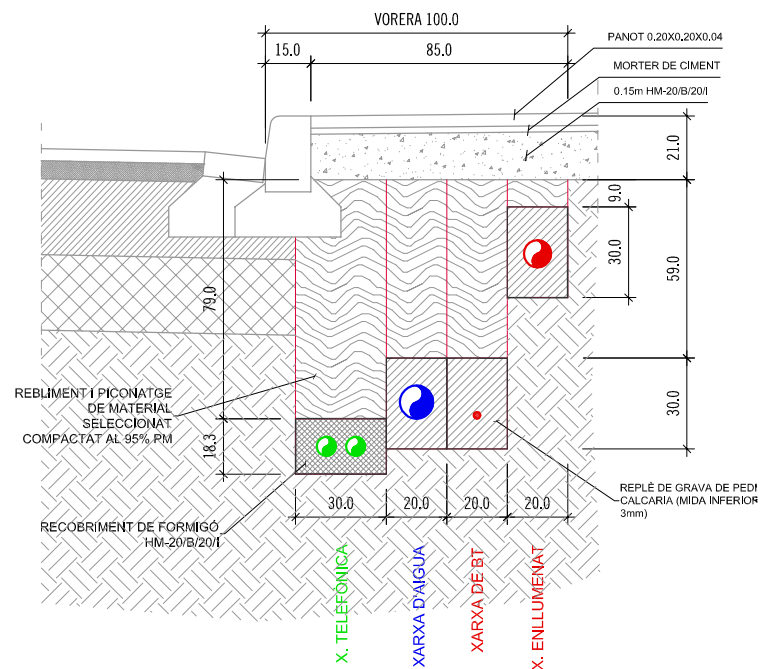 VORERA 100.0
15.0
85.0
PANOT 0,20X0.20X0.04
MORTER DE CIMENT
0.15m HM-20/B/20/I
21.0
9.0
30.0
59.0
79.0
30.0
18.3
REBLIMENT I PICONATGE
DE MATERIAL
SELECCIONAT
COMPACTAT AL 95% PM
RECOBRIMENT DE FORMIGÓ
HM-20/B/20/I
REPLÈ DE GRAVA DE PEDR
CALCARIA (MIDA INFERIOR
3mm)
30.0
20.0
20.0
20.0
X. TELEFÒNICA
XARXA D'AIGUA
XARXA DE BT
X. ENLLUMENAT